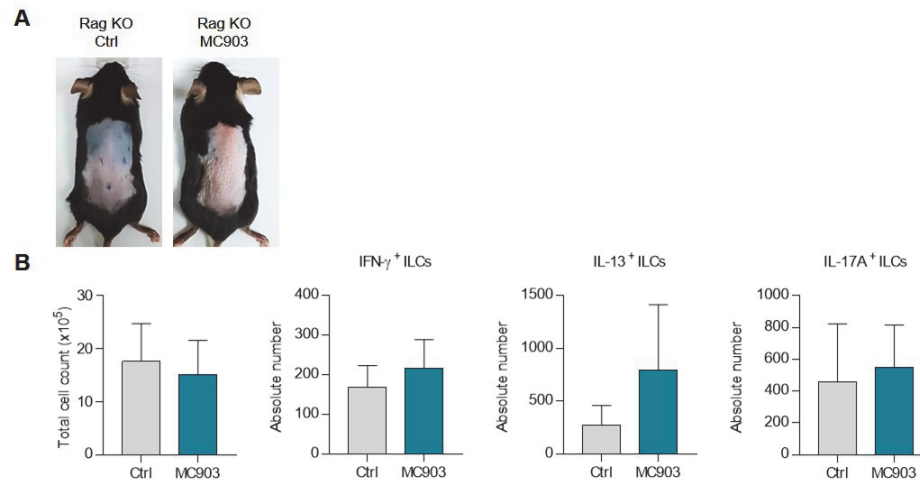 A
Rag KO
Ctrl
Rag KO
MC903
B
Total cell count (x10⁵)
30
20
10
0
Ctrl
MC903
IFN-γ⁺ ILCs
Absolute number
400
300
200
100
0
Ctrl
MC903
IL-13⁺ ILCs
Absolute number
1500
1000
500
0
Ctrl
MC903
IL-17A⁺ ILCs
Absolute number
1000
800
600
400
200
0
Ctrl
MC903